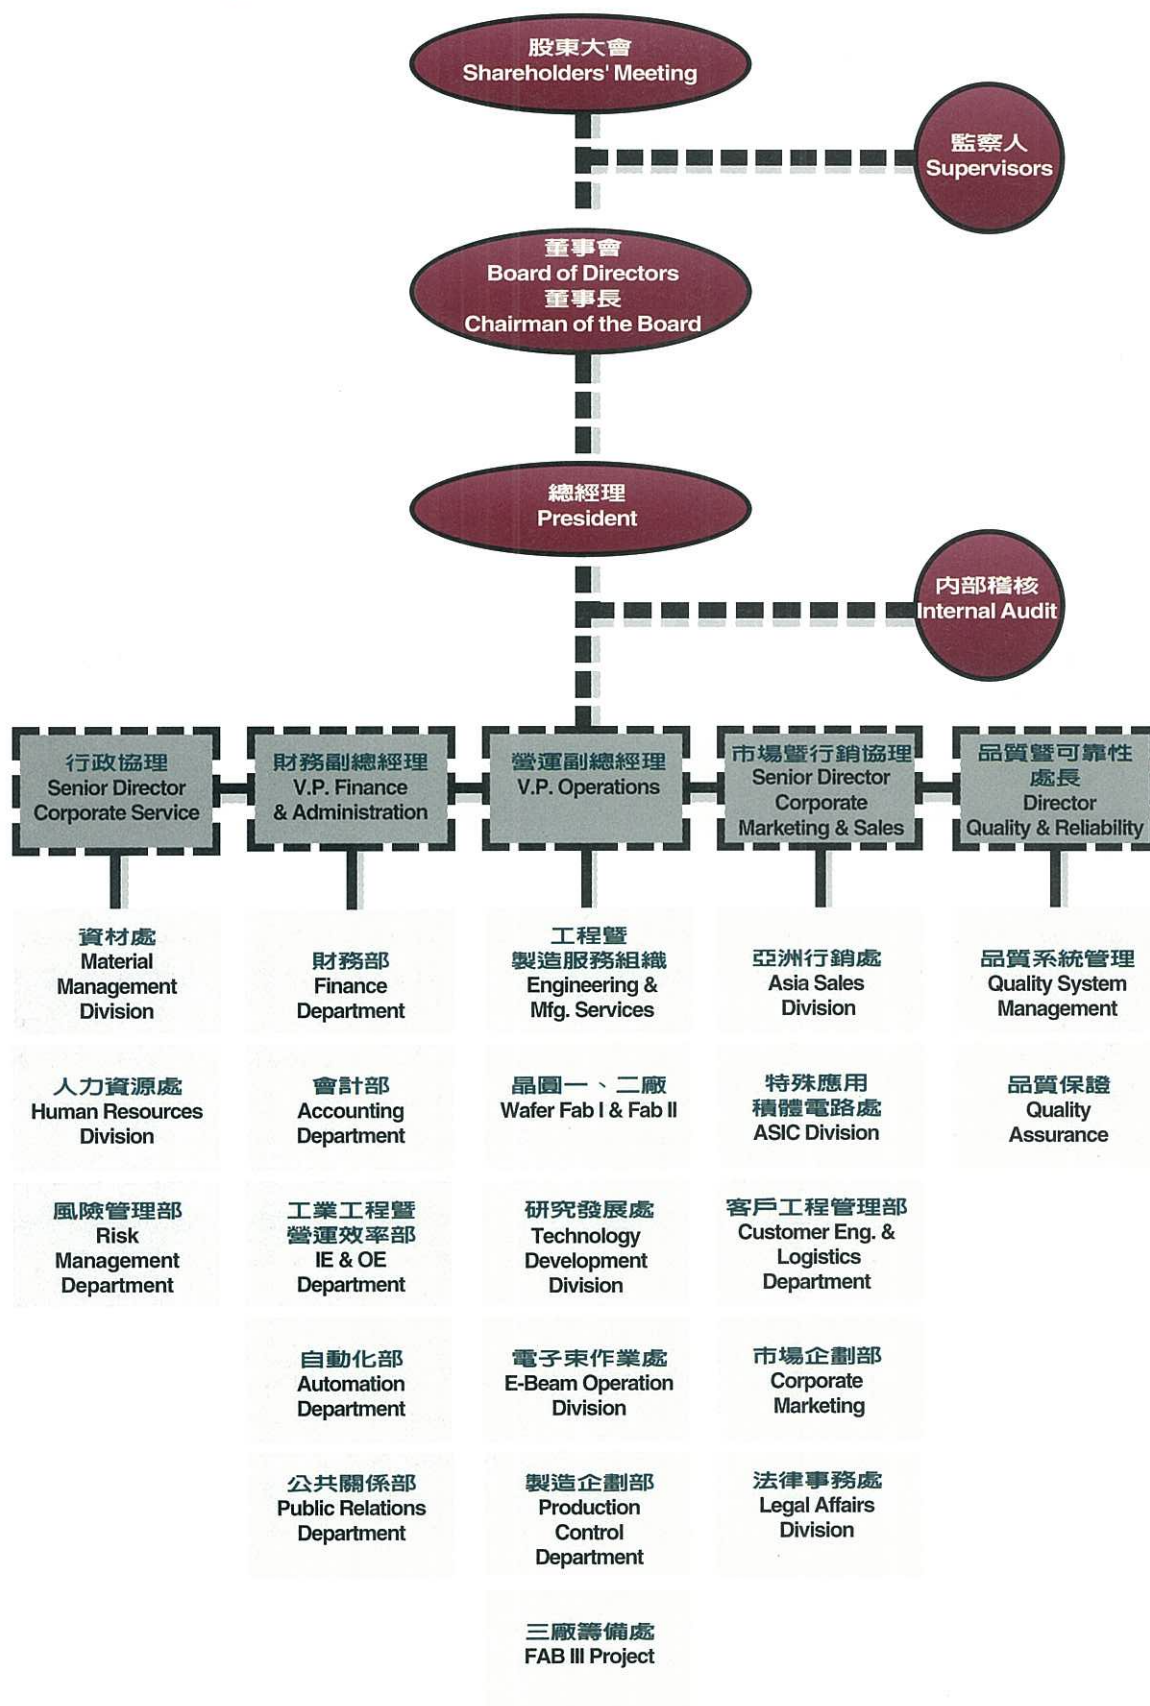 股東大會
Shareholders' Meeting
監察人
Supervisors
董事會
Board of Directors
董事長
Chairman of the Board
總經理
President
内部稽核
Internal Audit
行政協理
Senior Director
Corporate Service
財務副總經理
V.P. Finance
& Administration
營運副總經理
V.P. Operations
市場暨行銷協理
Senior Director
Corporate
Marketing & Sales
品質暨可靠性
處長
Director
Quality & Reliability
資材處
Material
Management
Division
財務部
Finance
Department
工程暨
製造服務組織
Engineering &
Mfg. Services
亞洲行銷處
Asia Sales
Division
品質系統管理
Quality System
Management
人力資源處
Human Resources
Division
會計部
Accounting
Department
晶圓一、二廠
Wafer Fab I & Fab II
特殊應用
積體電路處
ASIC Division
品質保證
Quality
Assurance
風險管理部
Risk
Management
Department
工業工程暨
營運效率部
IE & OE
Department
研究發展處
Technology
Development
Division
客戶工程管理部
Customer Eng. &
Logistics
Department
自動化部
Automation
Department
電子束作業處
E-Beam Operation
Division
市場企劃部
Corporate
Marketing
公共關係部
Public Relations
Department
製造企劃部
Production
Control
Department
法律事務處
Legal Affairs
Division
三廠籌備處
FAB III Project